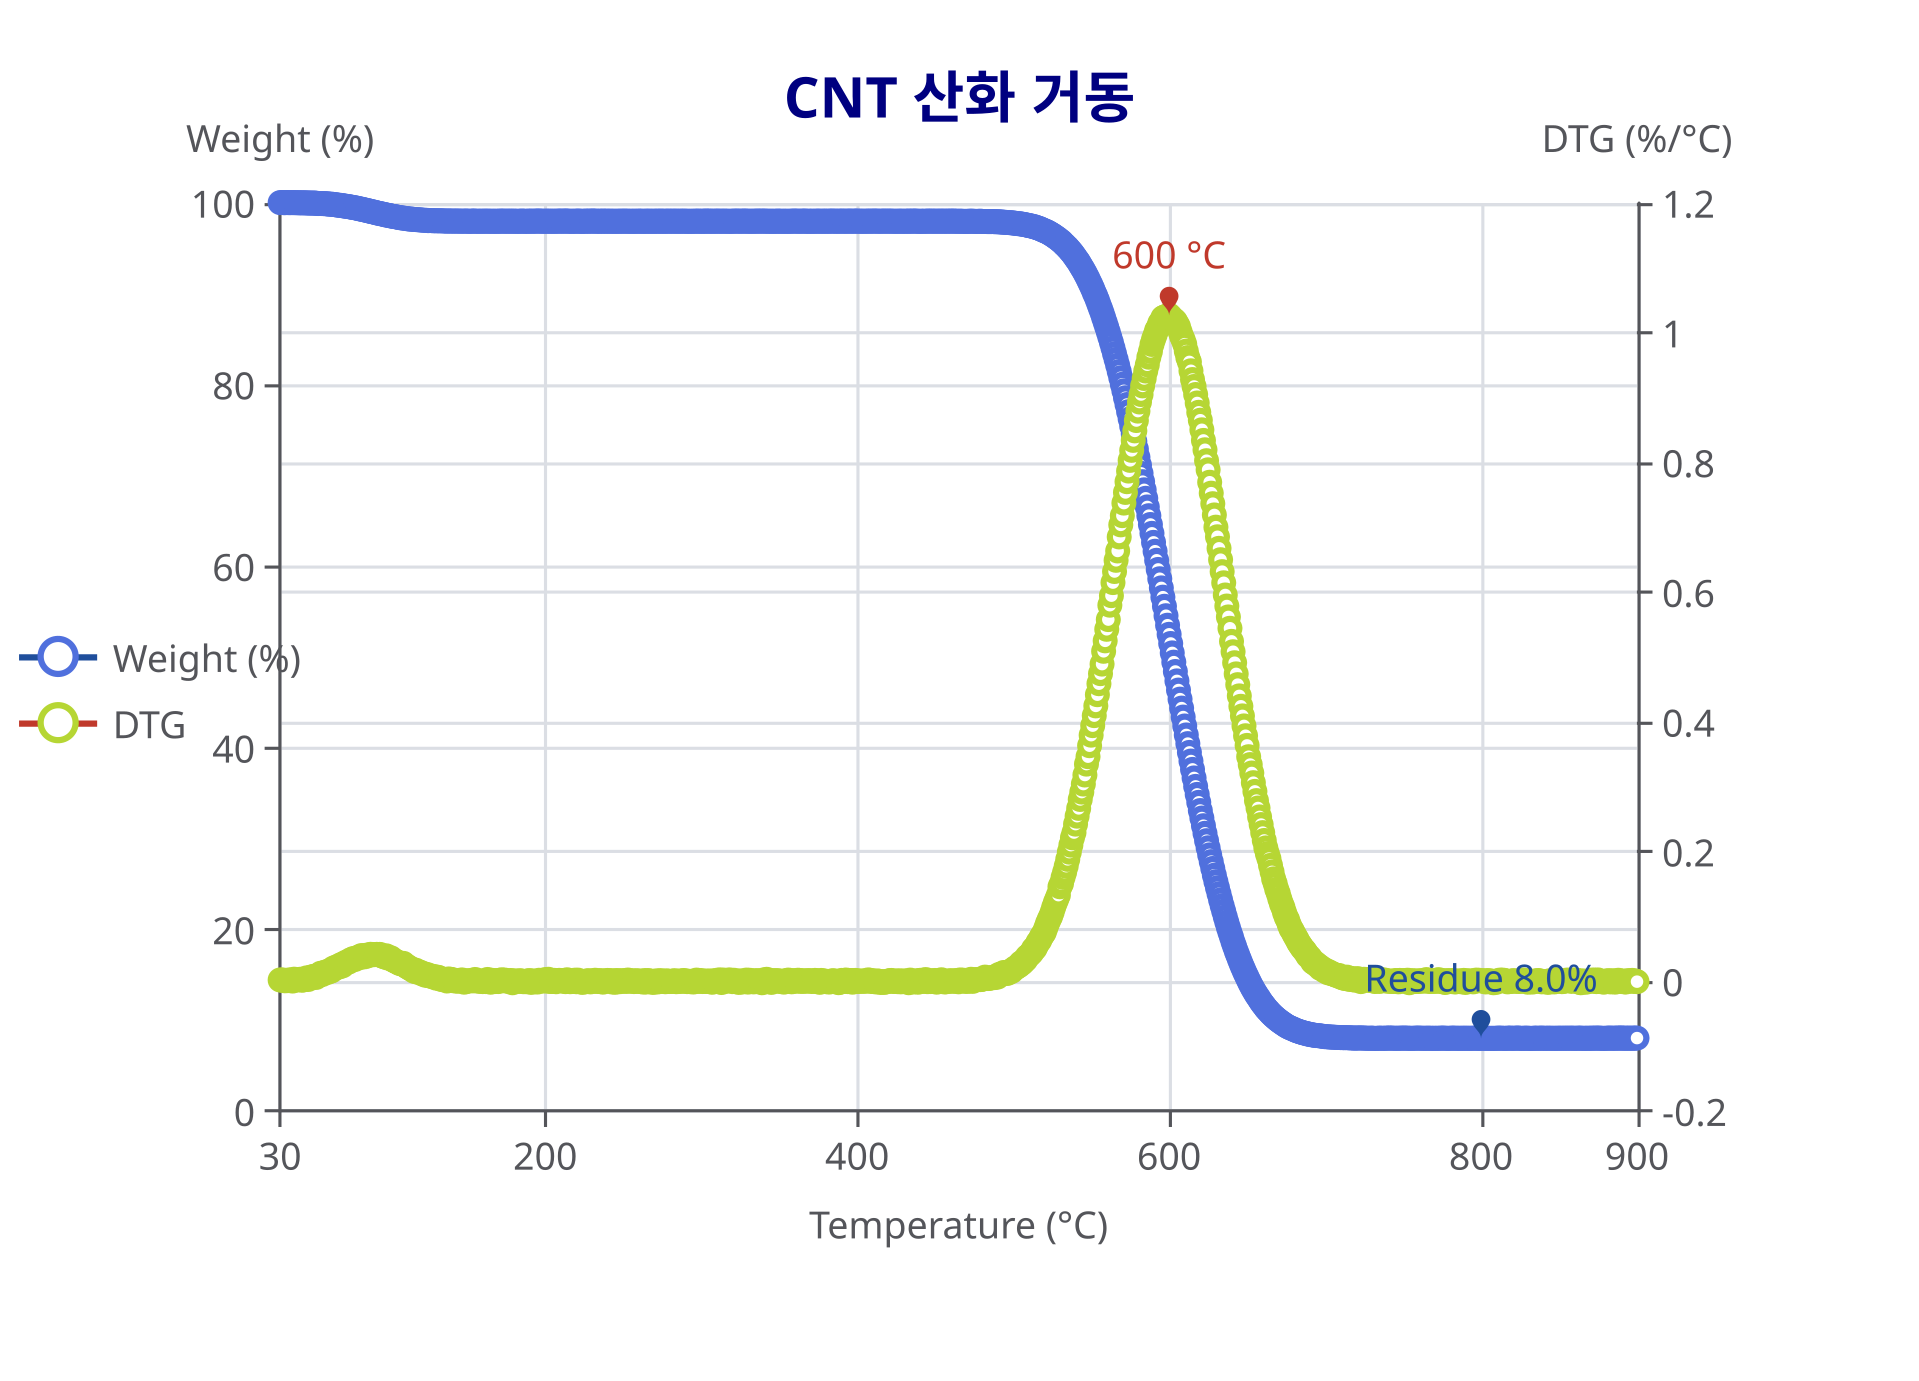 CNT 산화 거동
Weight (%)
DTG (%/°C)
100
80
60
40
20
0
1.2
1
0.8
0.6
0.4
0.2
0
-0.2
600 °C
Residue 8.0%
Weight (%)
DTG
30 200 400 600 800 900
Temperature (°C)